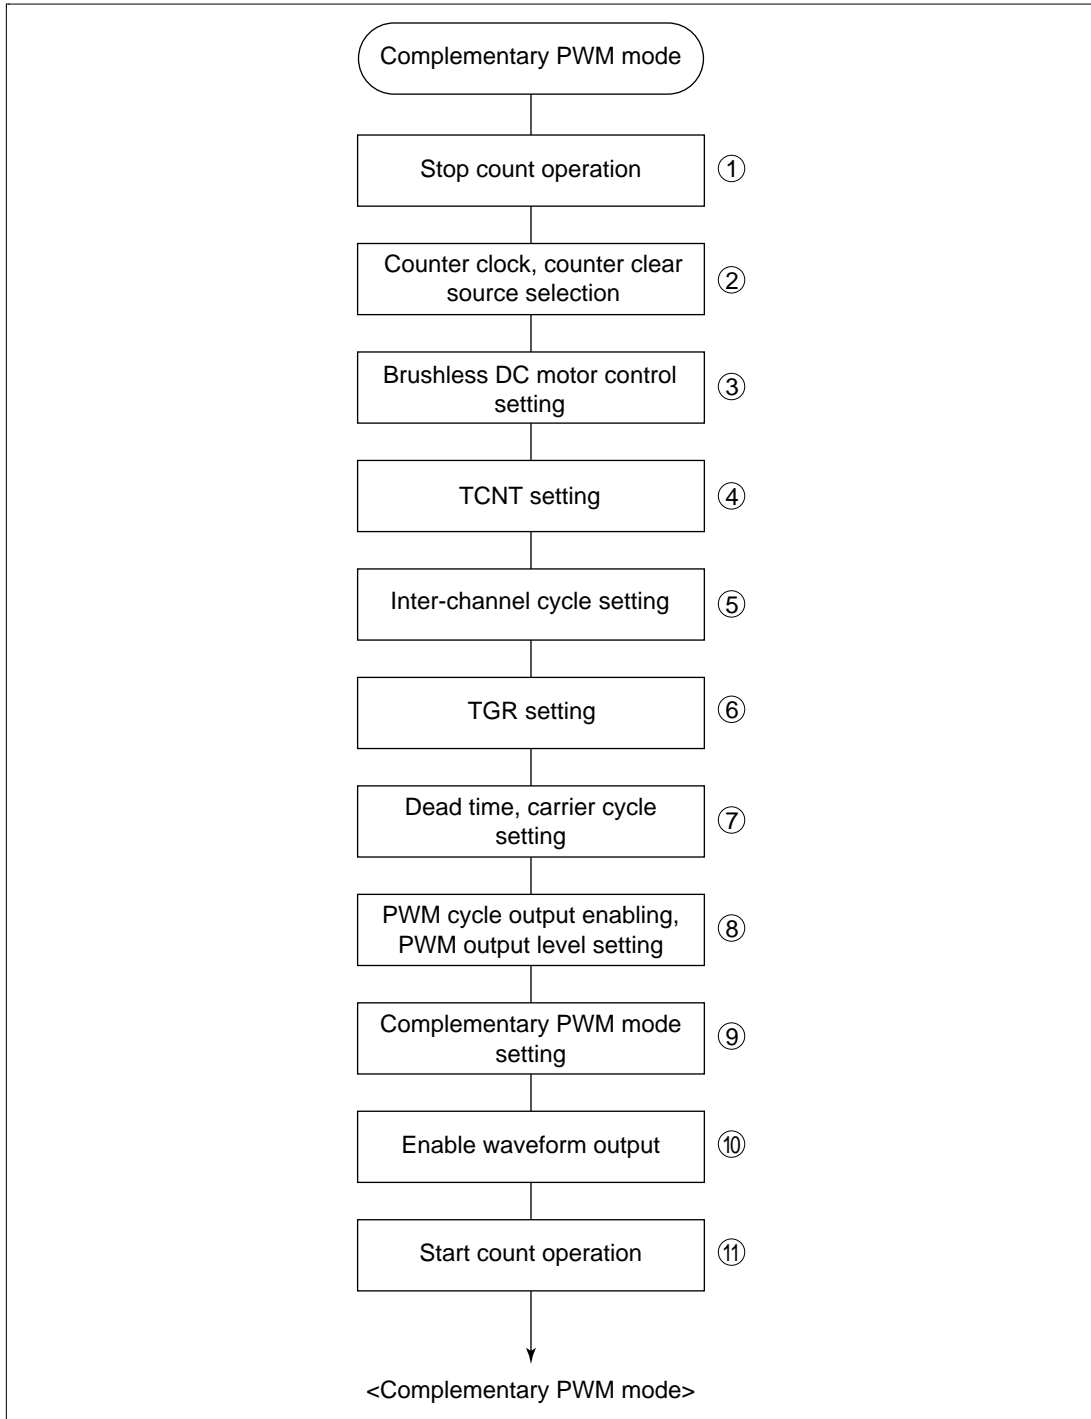 Complementary PWM mode
Stop count operation ①
Counter clock, counter clear
source selection ②
Brushless DC motor control
setting ③
TCNT setting ④
Inter-channel cycle setting ⑤
TGR setting ⑥
Dead time, carrier cycle
setting ⑦
PWM cycle output enabling,
PWM output level setting ⑧
Complementary PWM mode
setting ⑨
Enable waveform output ⑩
Start count operation ⑪
<Complementary PWM mode>